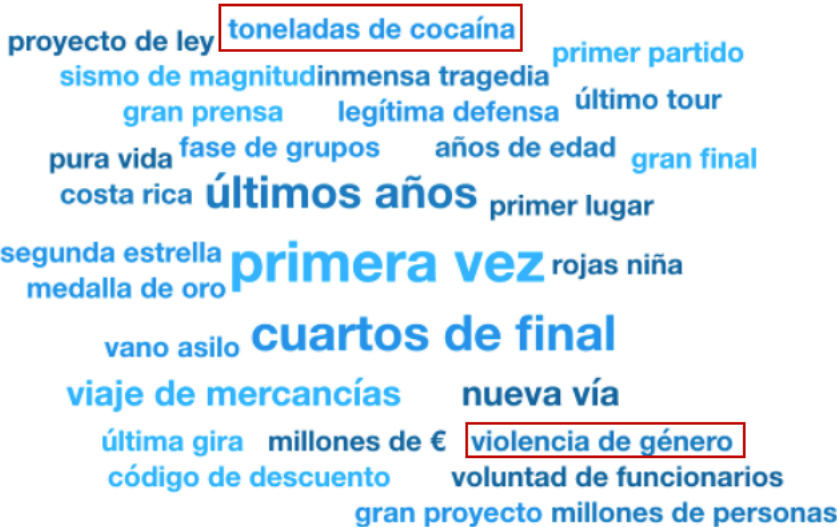 toneladas de cocaína
proyecto de ley
primer partido
sismo de magnitud
inmensa tragedia
gran prensa
legítima defensa
último tour
pura vida
fase de grupos
años de edad
gran final
costa rica
últimos años
primer lugar
segunda estrella
primera vez
rojas niña
medalla de oro
vano asilo
cuartos de final
viaje de mercancías
nueva vía
última gira
millones de €
violencia de género
código de descuento
voluntad de funcionarios
gran proyecto
millones de personas